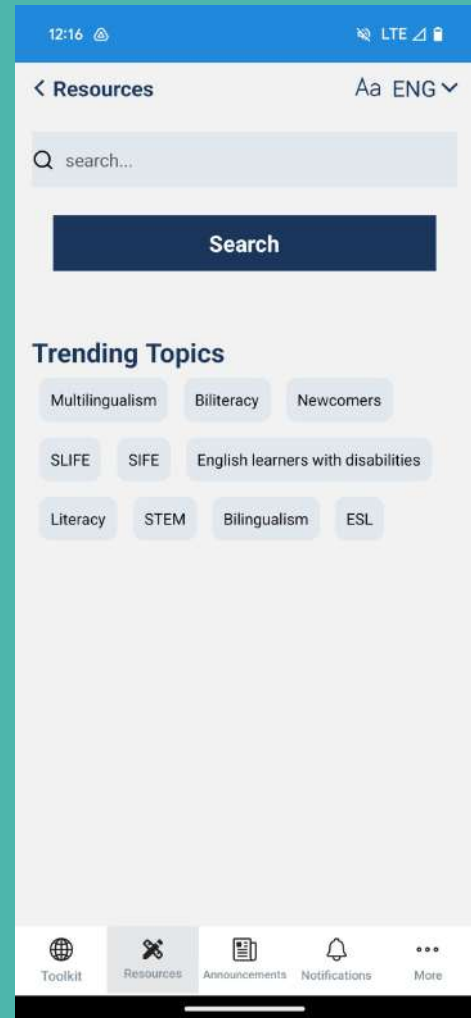 12:16 LTE
Resources Aa ENG
search...
Search
Trending Topics
Multilingualism Biliteracy Newcomers
SLIFE SIFE English learners with disabilities
Literacy STEM Bilingualism ESL
Toolkit Resources Announcements Notifications More